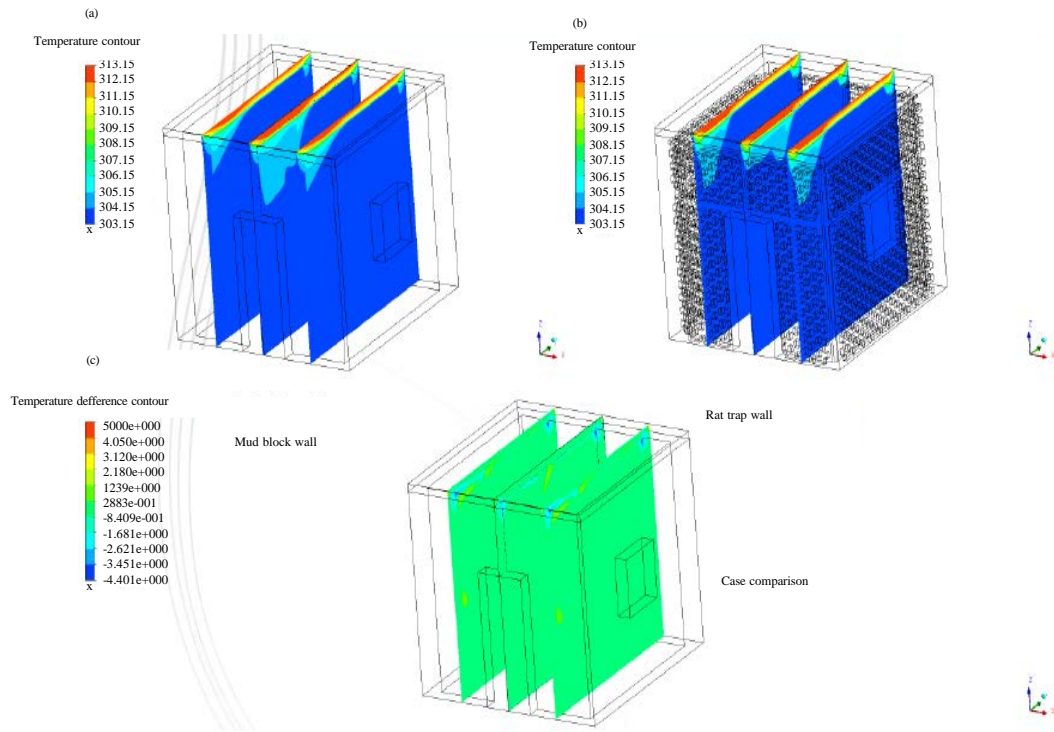 (a)
Temperature contour
313.15
312.15
311.15
310.15
309.15
308.15
307.15
306.15
305.15
304.15
303.15
x
(b)
Temperature contour
313.15
312.15
311.15
310.15
309.15
308.15
307.15
306.15
305.15
304.15
303.15
x
(c)
Temperature defference contour
5000e+000
4.050e+000
3.120e+000
2.180e+000
1239e+000
2883e-001
-8.409e-001
-1.681e+000
-2.621e+000
-3.451e+000
-4.401e+000
x
Mud block wall
Rat trap wall
Case comparison